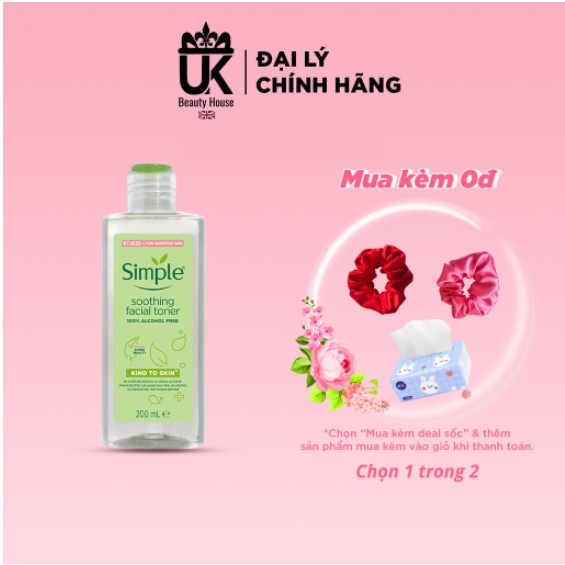 UK
Beauty House
ĐẠI LÝ
CHÍNH HÃNG
Mua kèm 0đ
Simple®
soothing
facial toner
100% ALCOHOL FREE
KIND TO SKIN™
200 mL ℮
*Chọn "Mua kèm deal sốc" & thêm
sản phẩm mua kèm vào giỏ khi thanh toán.
Chọn 1 trong 2